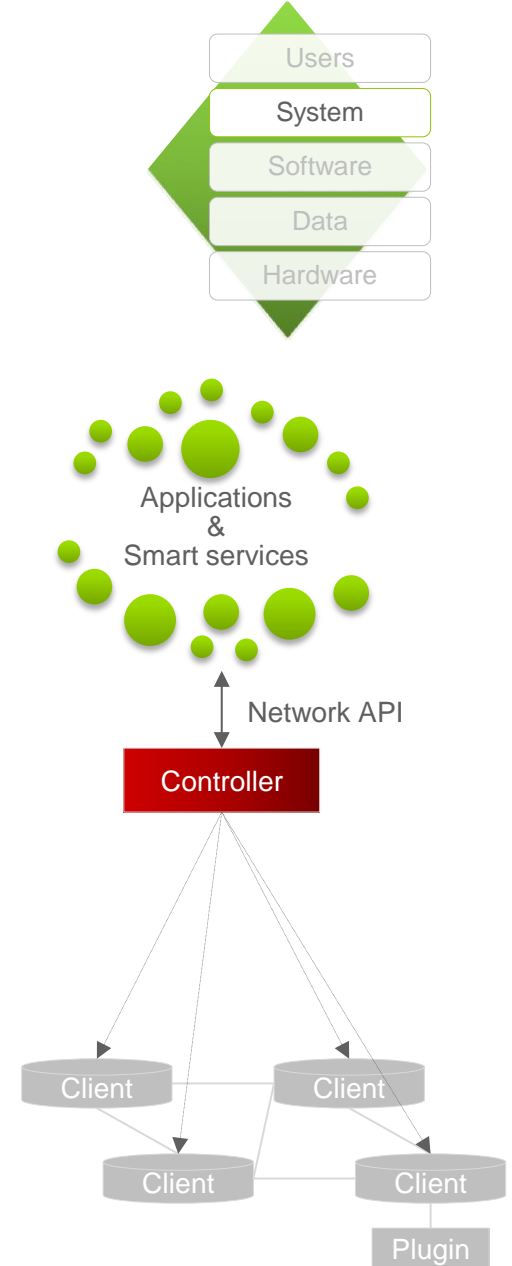 Users
System
Software
Data
Hardware
Applications
&
Smart services
Network API
Controller
Client
Client
Client
Client
Plugin